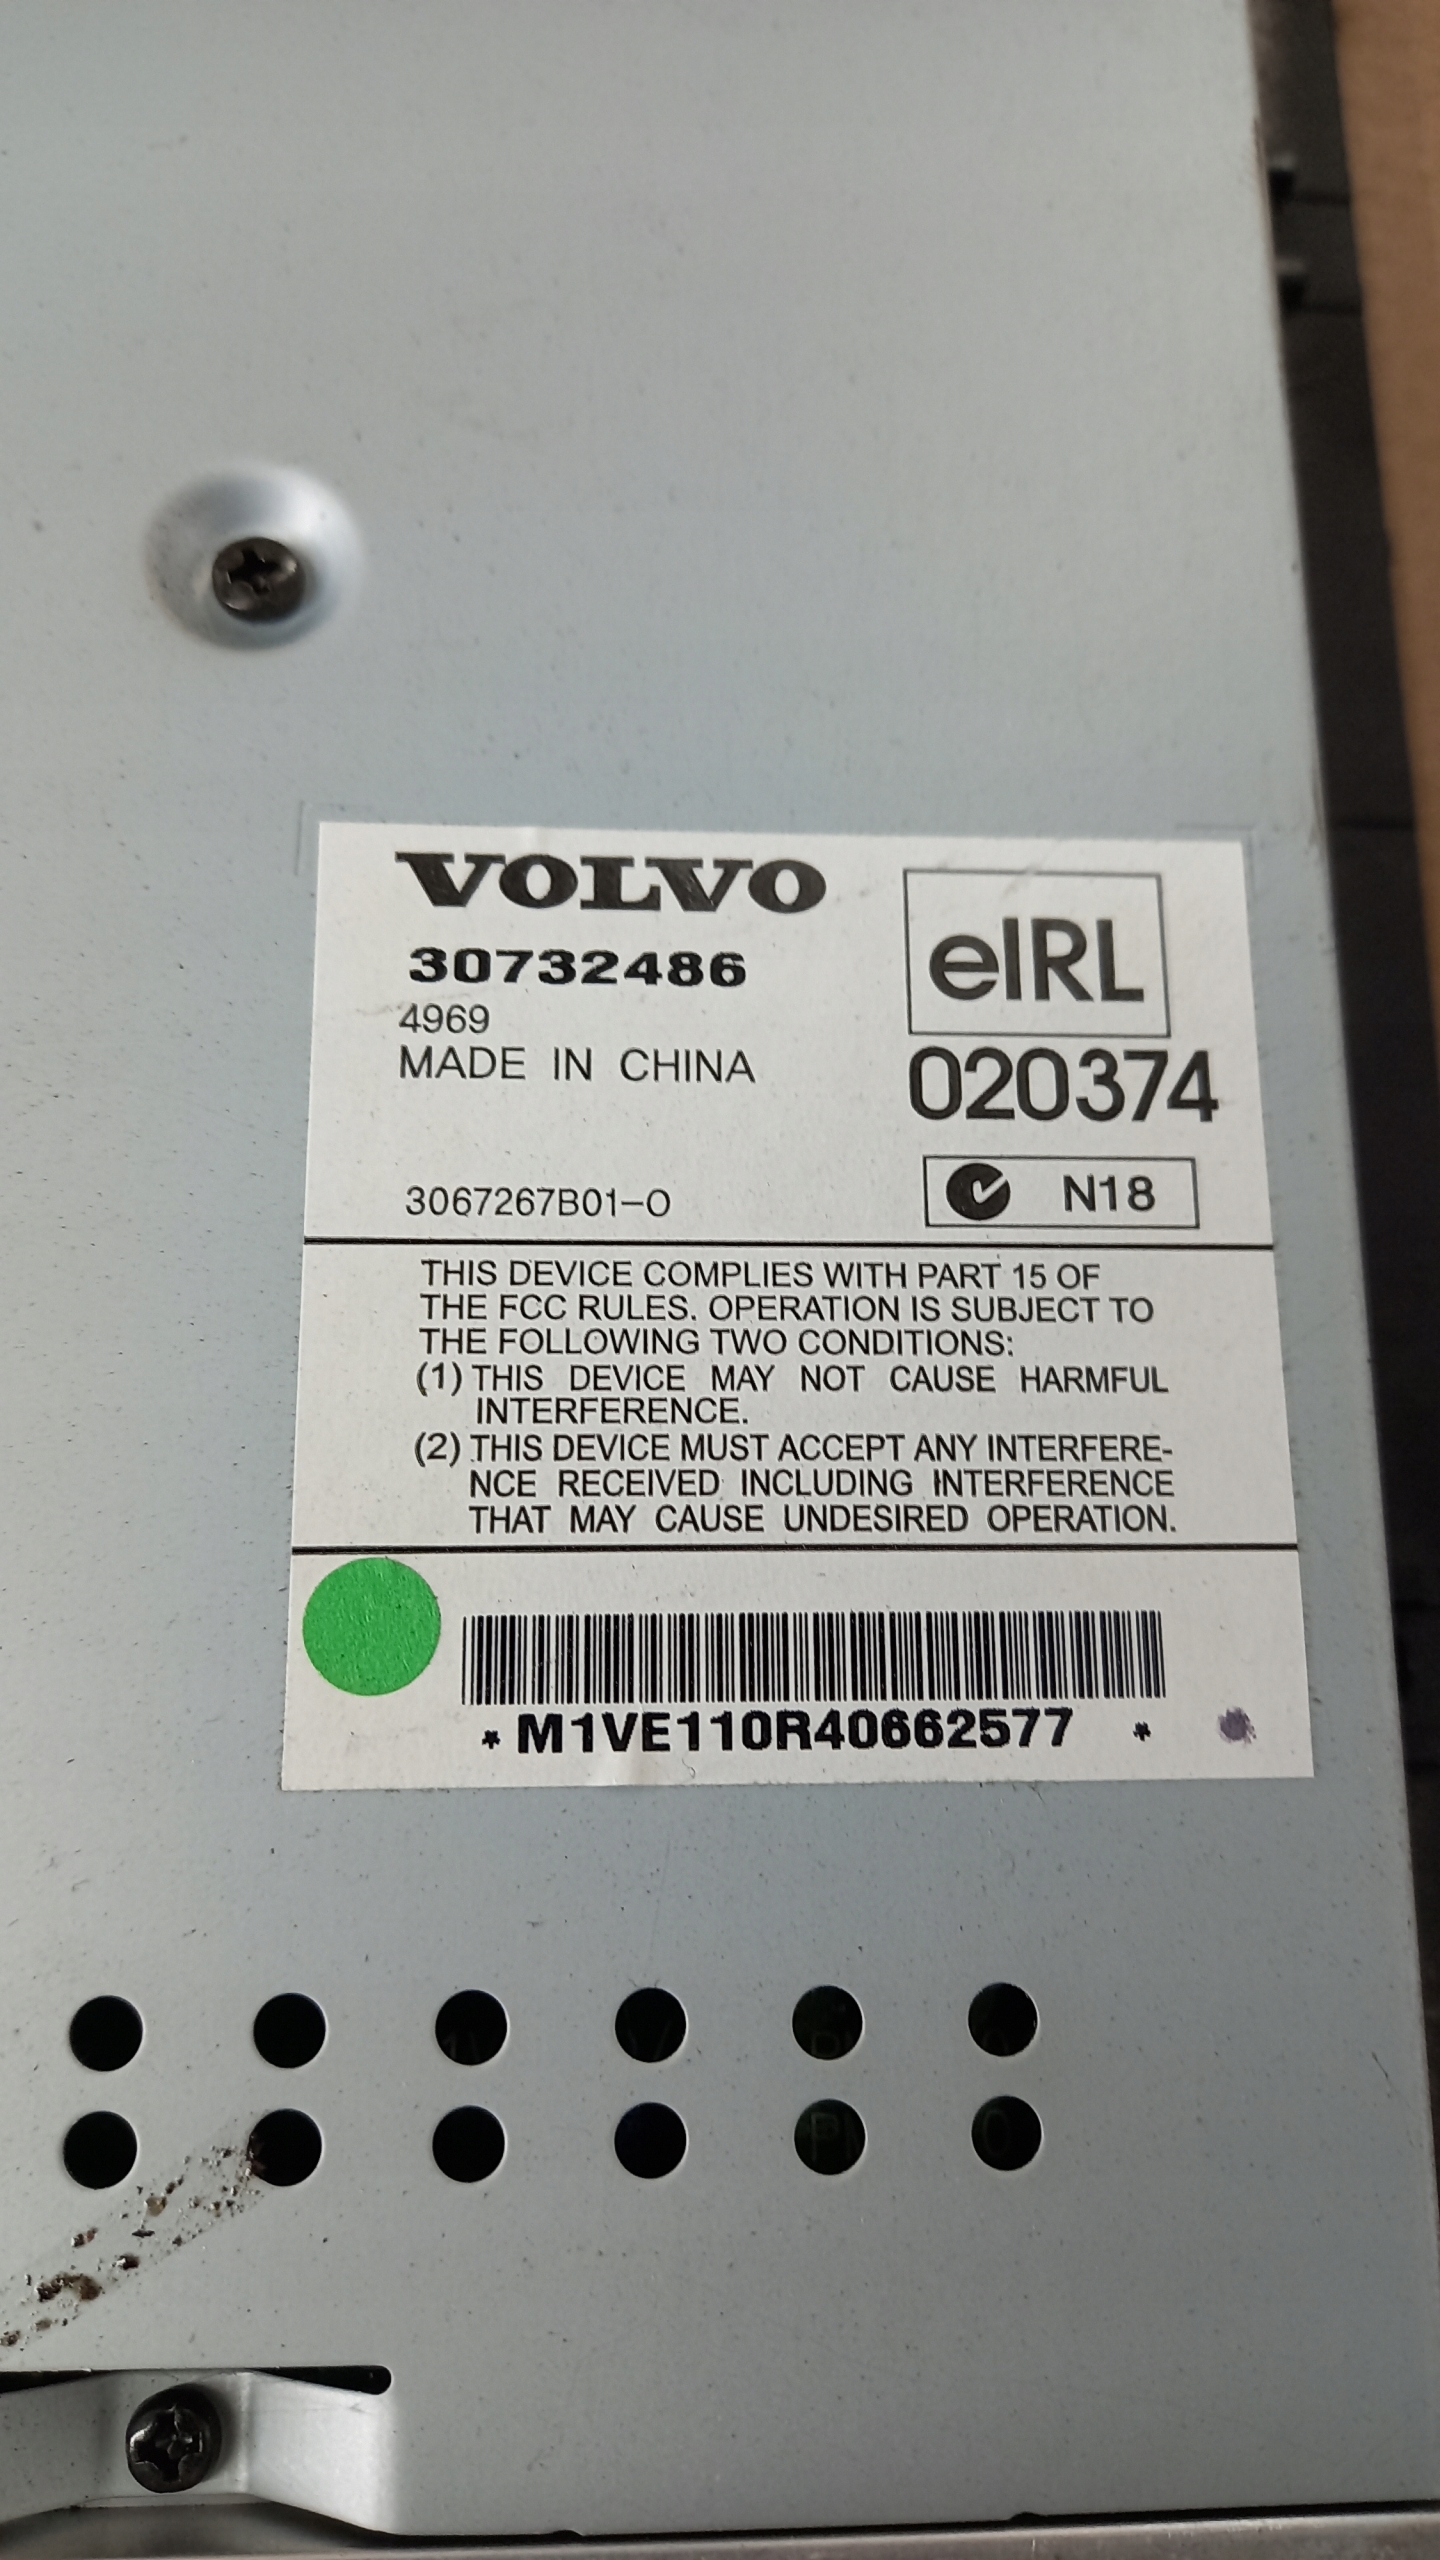 VOLVO
30732486
4969
MADE IN CHINA
eIRL
020374
3067267B01-O
N18
THIS DEVICE COMPLIES WITH PART 15 OF
THE FCC RULES. OPERATION IS SUBJECT TO
THE FOLLOWING TWO CONDITIONS:
(1) THIS DEVICE MAY NOT CAUSE HARMFUL
INTERFERENCE.
(2) THIS DEVICE MUST ACCEPT ANY INTERFERE-
NCE RECEIVED INCLUDING INTERFERENCE
THAT MAY CAUSE UNDESIRED OPERATION.
* M1VE110R40662577 *